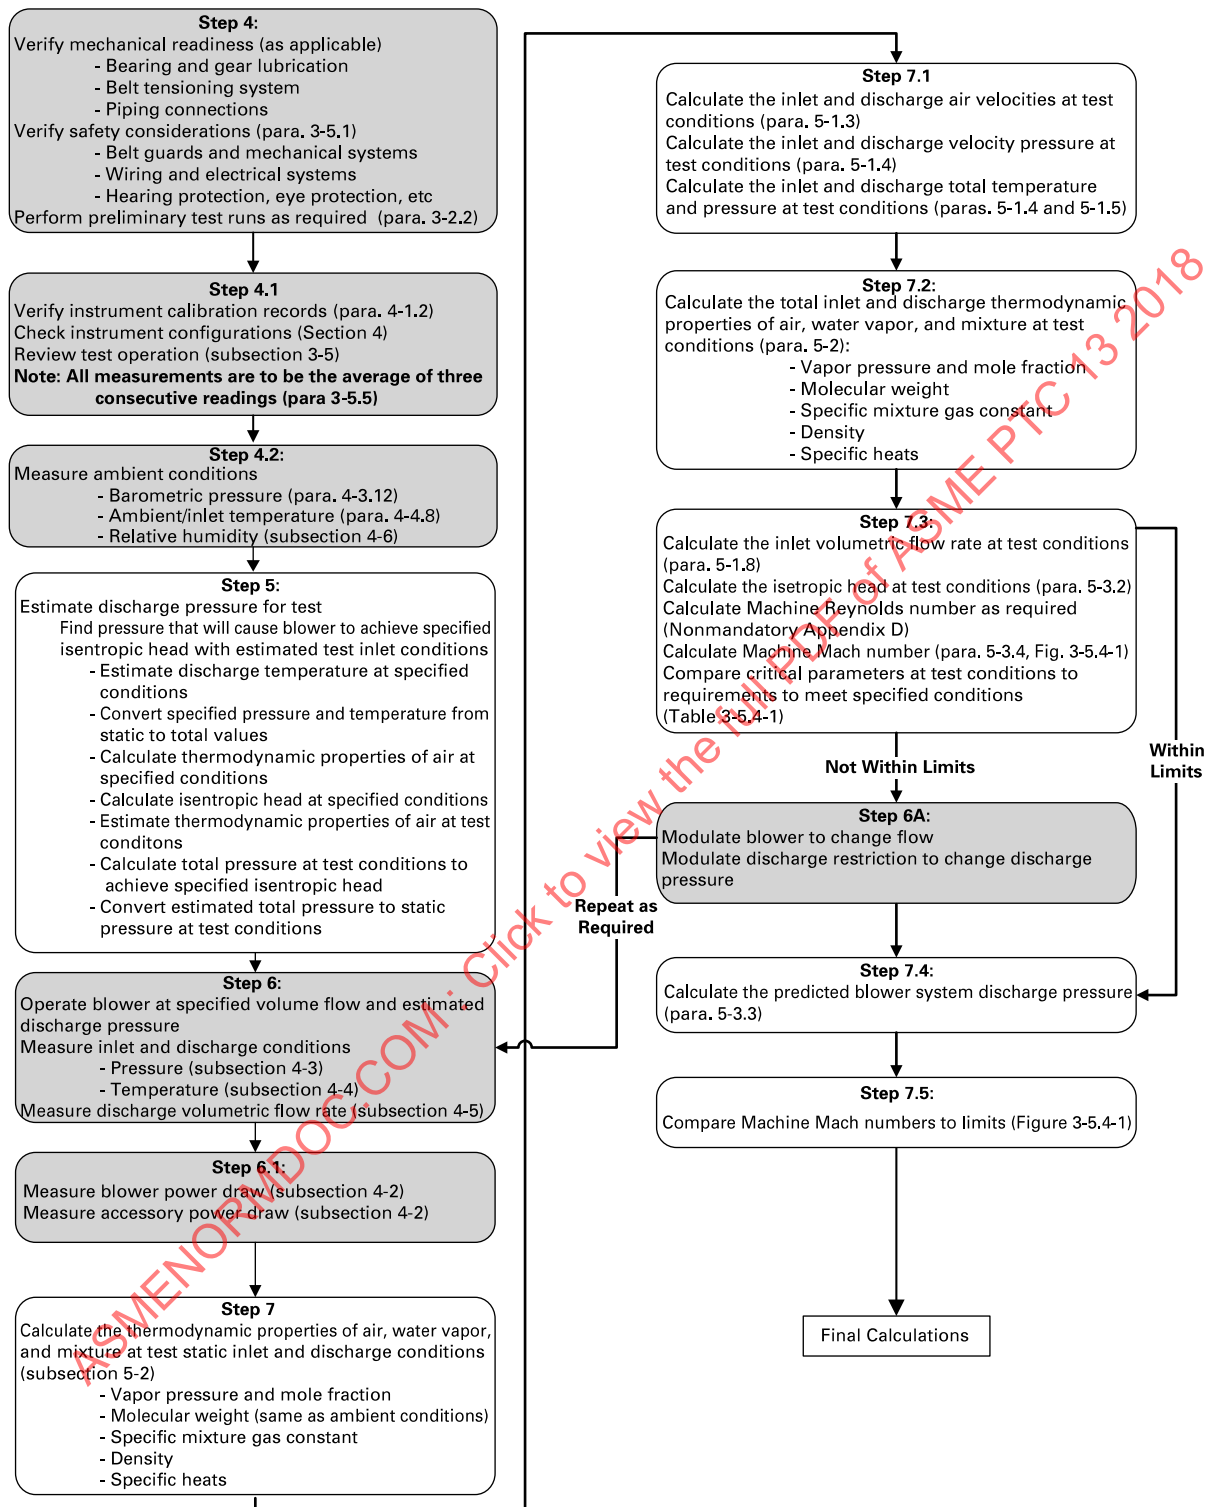 Step 4:
Verify mechanical readiness (as applicable)
- Bearing and gear lubrication
- Belt tensioning system
- Piping connections
Verify safety considerations (para. 3-5.1)
- Belt guards and mechanical systems
- Wiring and electrical systems
- Hearing protection, eye protection, etc
Perform preliminary test runs as required (para. 3-2.2)
Step 4.1
Verify instrument calibration records (para. 4-1.2)
Check instrument configurations (Section 4)
Review test operation (subsection 3-5)
Note: All measurements are to be the average of three
consecutive readings (para 3-5.5)
Step 4.2:
Measure ambient conditions
- Barometric pressure (para. 4-3.12)
- Ambient/inlet temperature (para. 4-4.8)
- Relative humidity (subsection 4-6)
Step 5:
Estimate discharge pressure for test
Find pressure that will cause blower to achieve specified
isentropic head with estimated test inlet conditions
- Estimate discharge temperature at specified
conditions
- Convert specified pressure and temperature from
static to total values
- Calculate thermodynamic properties of air at
specified conditions
- Calculate isentropic head at specified conditions
- Estimate thermodynamic properties of air at test
conditons
- Calculate total pressure at test conditions to
achieve specified isentropic head
- Convert estimated total pressure to static
pressure at test conditions
Step 6:
Operate blower at specified volume flow and estimated
discharge pressure
Measure inlet and discharge conditions
- Pressure (subsection 4-3)
- Temperature (subsection 4-4)
Measure discharge volumetric flow rate (subsection 4-5)
Step 6.1:
Measure blower power draw (subsection 4-2)
Measure accessory power draw (subsection 4-2)
Step 7
Calculate the thermodynamic properties of air, water vapor,
and mixture at test static inlet and discharge conditions
(subsection 5-2)
- Vapor pressure and mole fraction
- Molecular weight (same as ambient conditions)
- Specific mixture gas constant
- Density
- Specific heats
Step 7.1
Calculate the inlet and discharge air velocities at test
conditions (para. 5-1.3)
Calculate the inlet and discharge velocity pressure at
test conditions (para. 5-1.4)
Calculate the inlet and discharge total temperature
and pressure at test conditions (paras. 5-1.4 and 5-1.5)
Step 7.2:
Calculate the total inlet and discharge thermodynamic
properties of air, water vapor, and mixture at test
conditions (para. 5-2):
- Vapor pressure and mole fraction
- Molecular weight
- Specific mixture gas constant
- Density
- Specific heats
Step 7.3:
Calculate the inlet volumetric flow rate at test conditions
(para. 5-1.8)
Calculate the isetropic head at test conditions (para. 5-3.2)
Calculate Machine Reynolds number as required
(Nonmandatory Appendix D)
Calculate Machine Mach number (para. 5-3.4, Fig. 3-5.4-1)
Compare critical parameters at test conditions to
requirements to meet specified conditions
(Table 3-5.4-1)
Not Within Limits
Within
Limits
Step 6A:
Modulate blower to change flow
Modulate discharge restriction to change discharge
pressure
Repeat as
Required
Step 7.4:
Calculate the predicted blower system discharge pressure
(para. 5-3.3)
Step 7.5:
Compare Machine Mach numbers to limits (Figure 3-5.4-1)
Final Calculations
ASMENORMDOC.COM : Click to view the full PDF of ASME PTC 13 2018